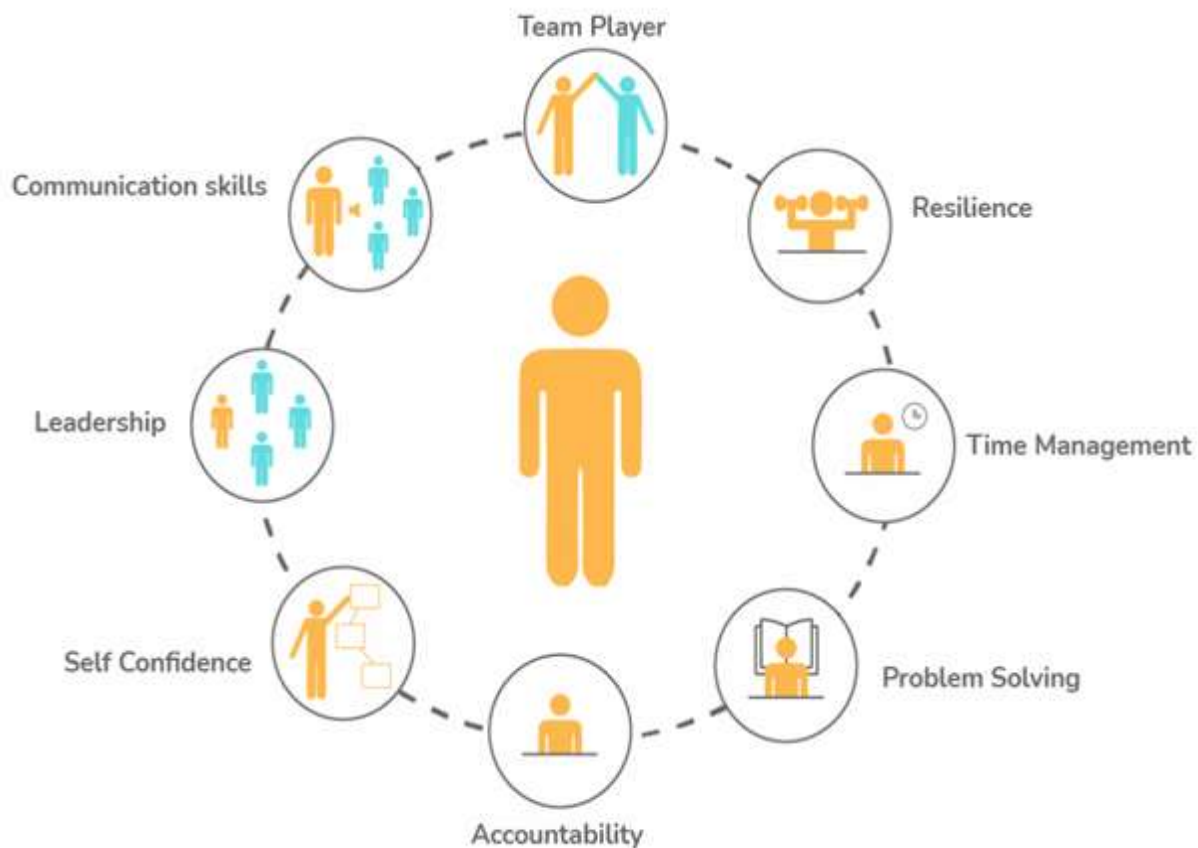 Team Player
Communication skills
Resilience
Leadership
Time Management
Self Confidence
Problem Solving
Accountability